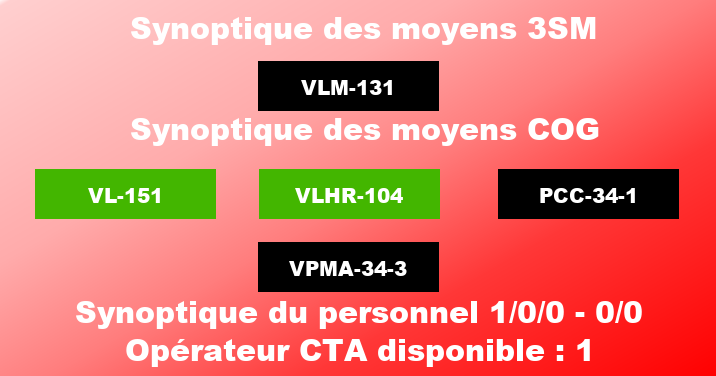 Synoptique des moyens 3SM
VLM-131
Synoptique des moyens COG
VL-151 VLHR-104 PCC-34-1
VPMA-34-3
Synoptique du personnel 1/0/0 - 0/0
Opérateur CTA disponible : 1